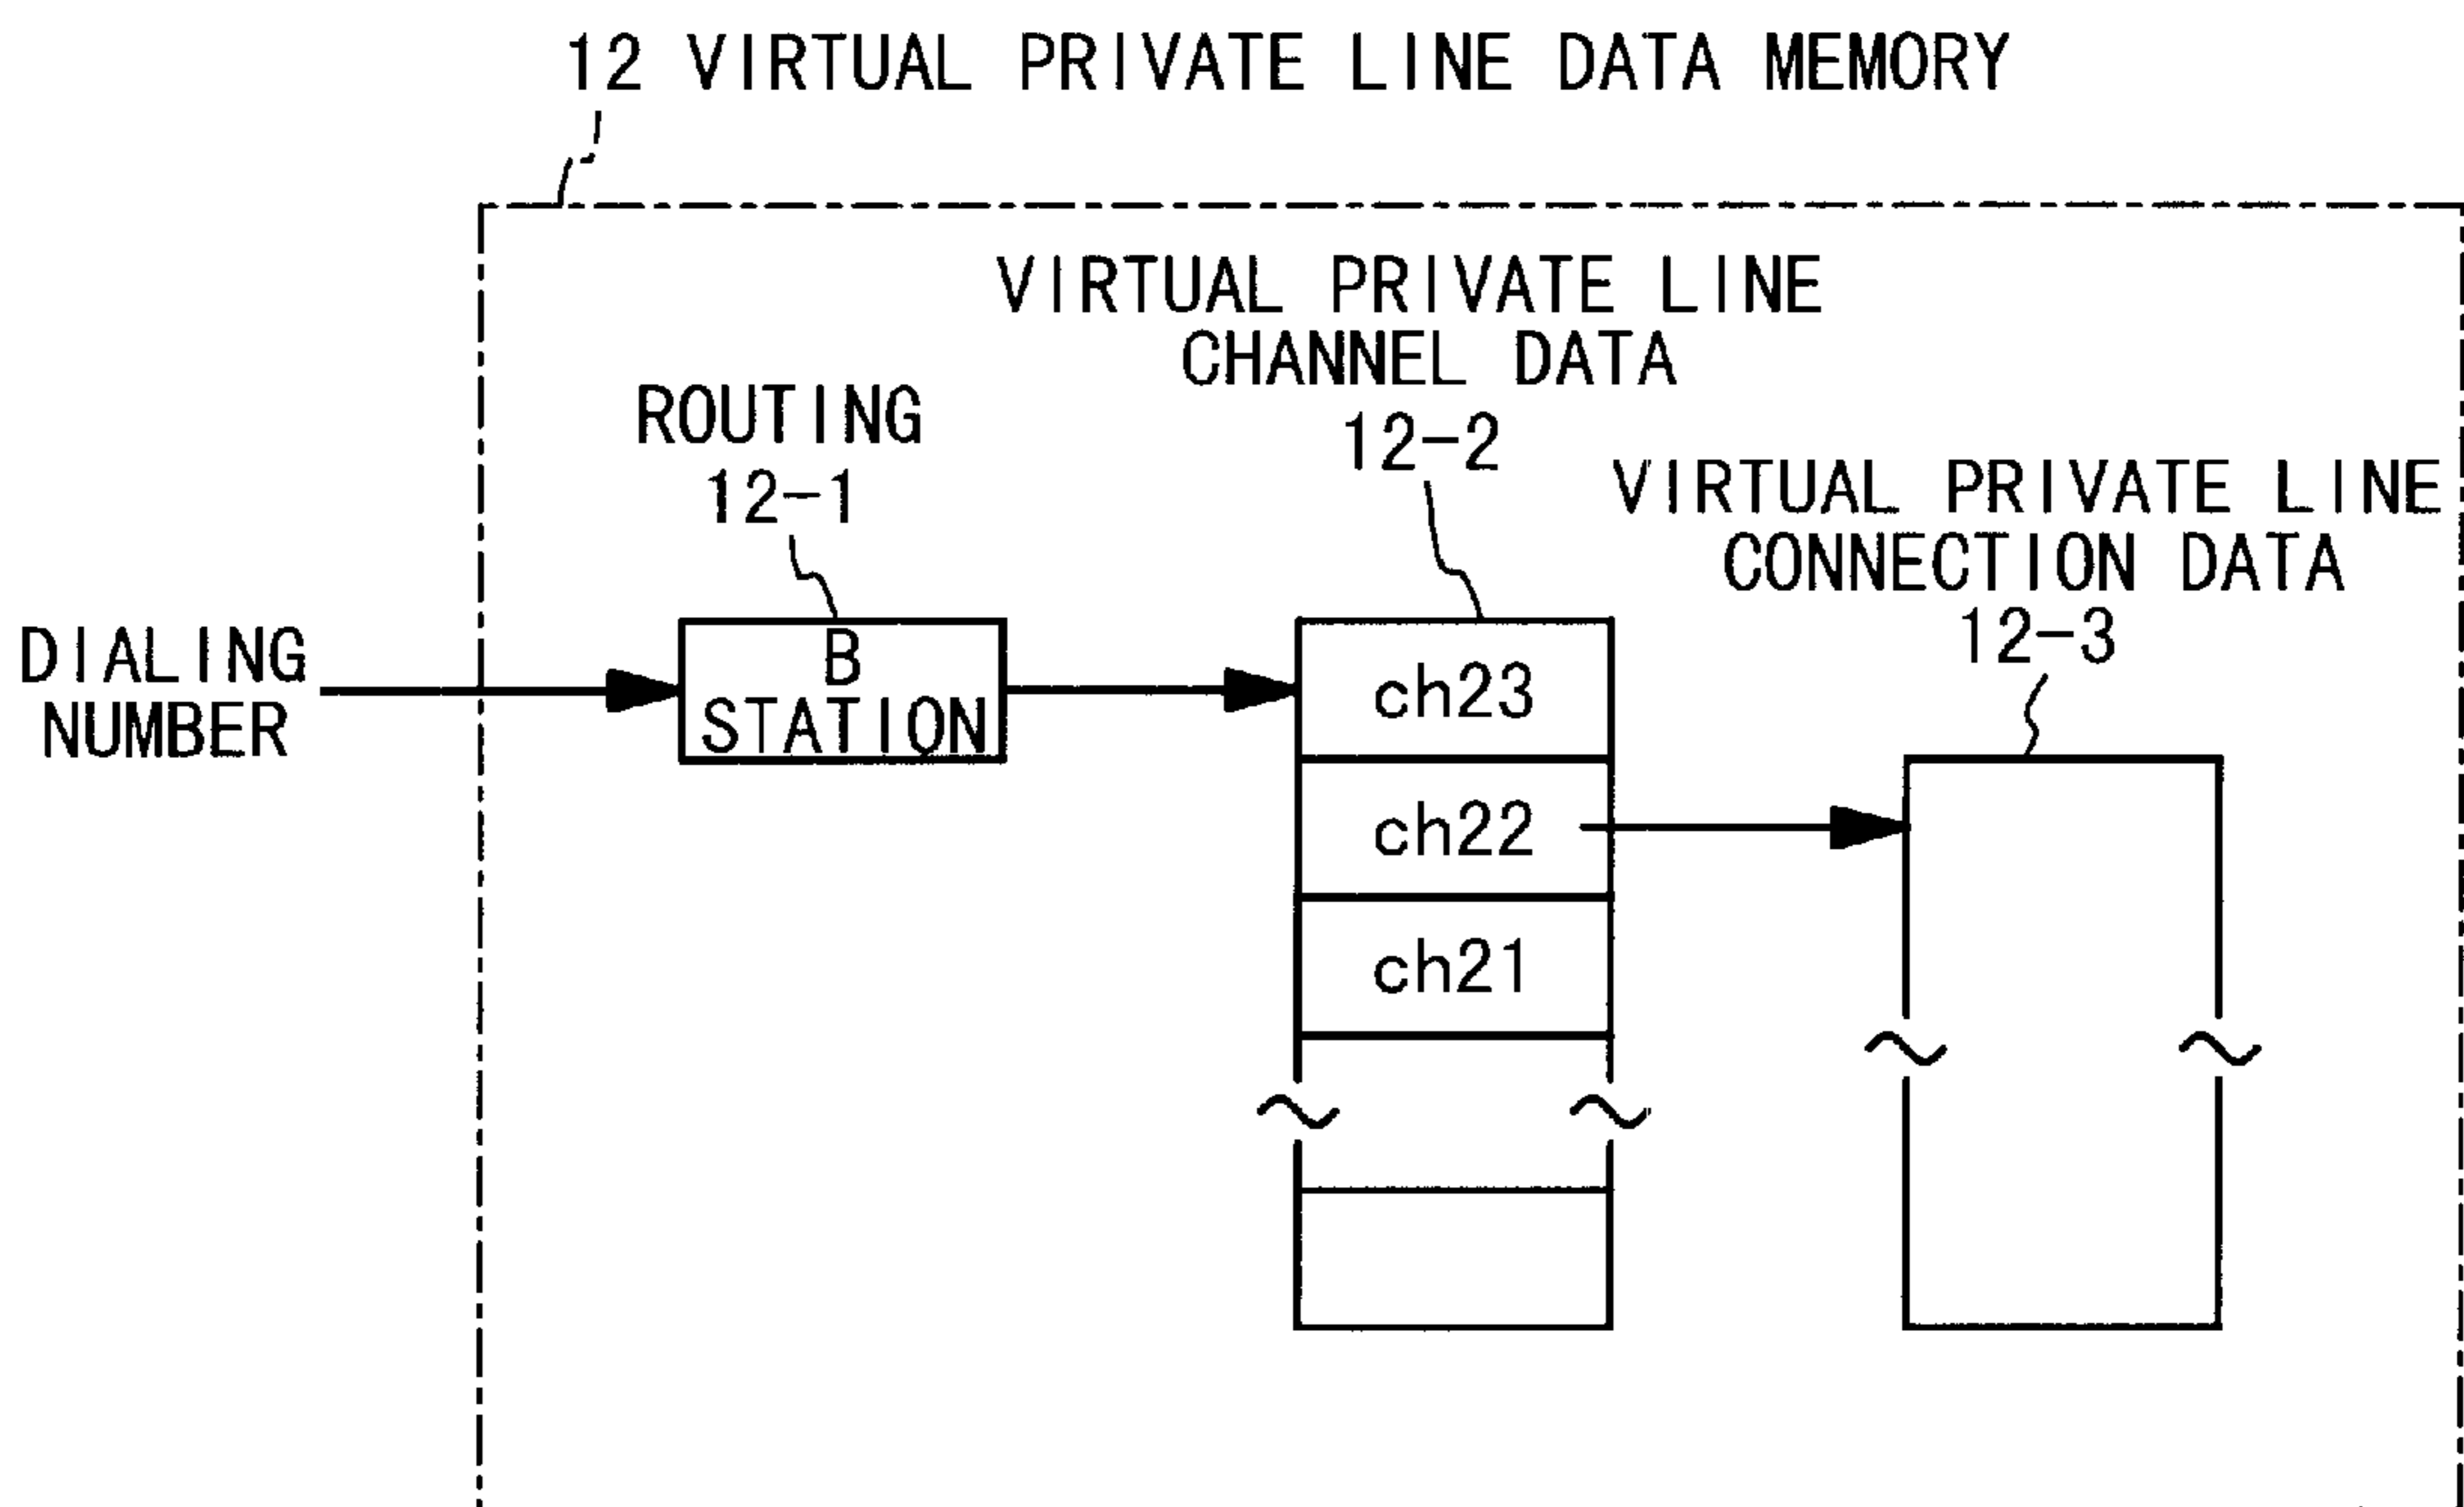 12 VIRTUAL PRIVATE LINE DATA MEMORY
VIRTUAL PRIVATE LINE
CHANNEL DATA
12-2
ROUTING
12-1
VIRTUAL PRIVATE LINE
CONNECTION DATA
12-3
DIALING
NUMBER
B
STATION
ch23
ch22
ch21